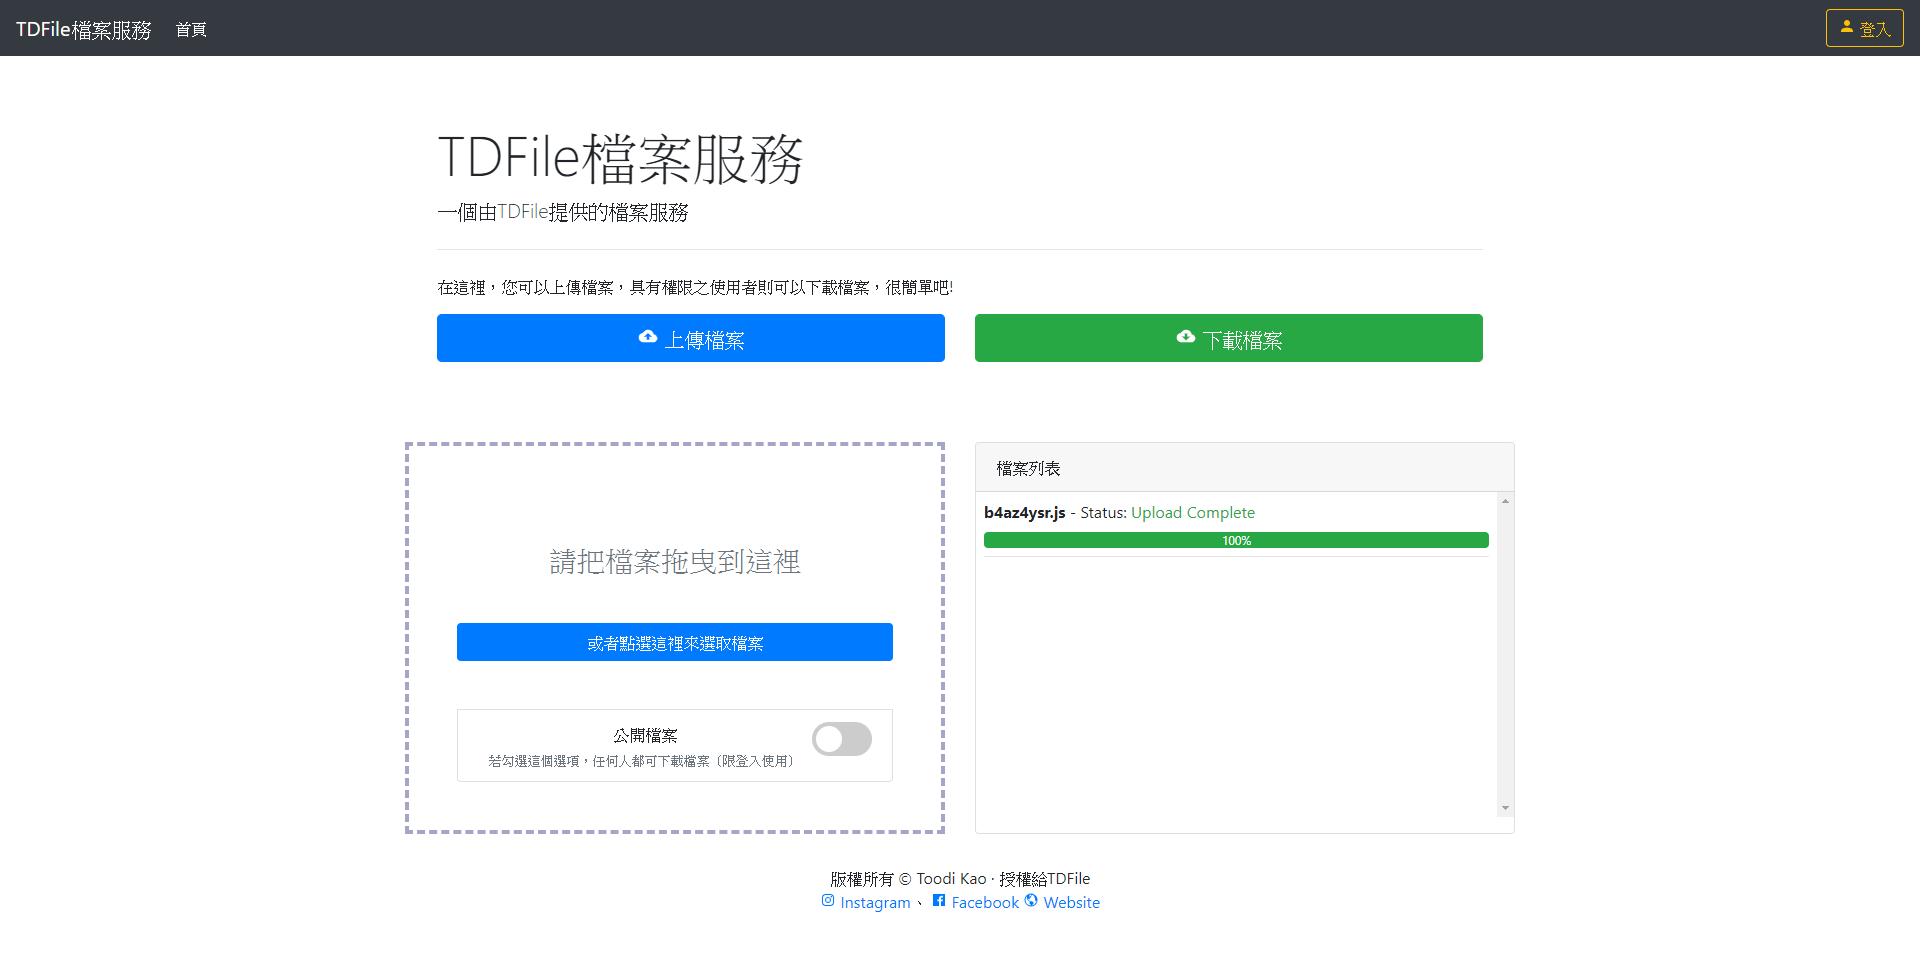 TDFile檔案服務 首頁 登入
TDFile檔案服務
一個由TDFile提供的檔案服務
在這裡，您可以上傳檔案，具有權限之使用者則可以下載檔案，很簡單吧!
上傳檔案
下載檔案
請把檔案拖曳到這裡
或者點選這裡來選取檔案
公開檔案
若勾選這個選項，任何人都可下載檔案（限登入使用）
檔案列表
b4az4ysr.js - Status: Upload Complete
100%
版權所有 © Toodi Kao · 授權給TDFile
Instagram、 Facebook Website